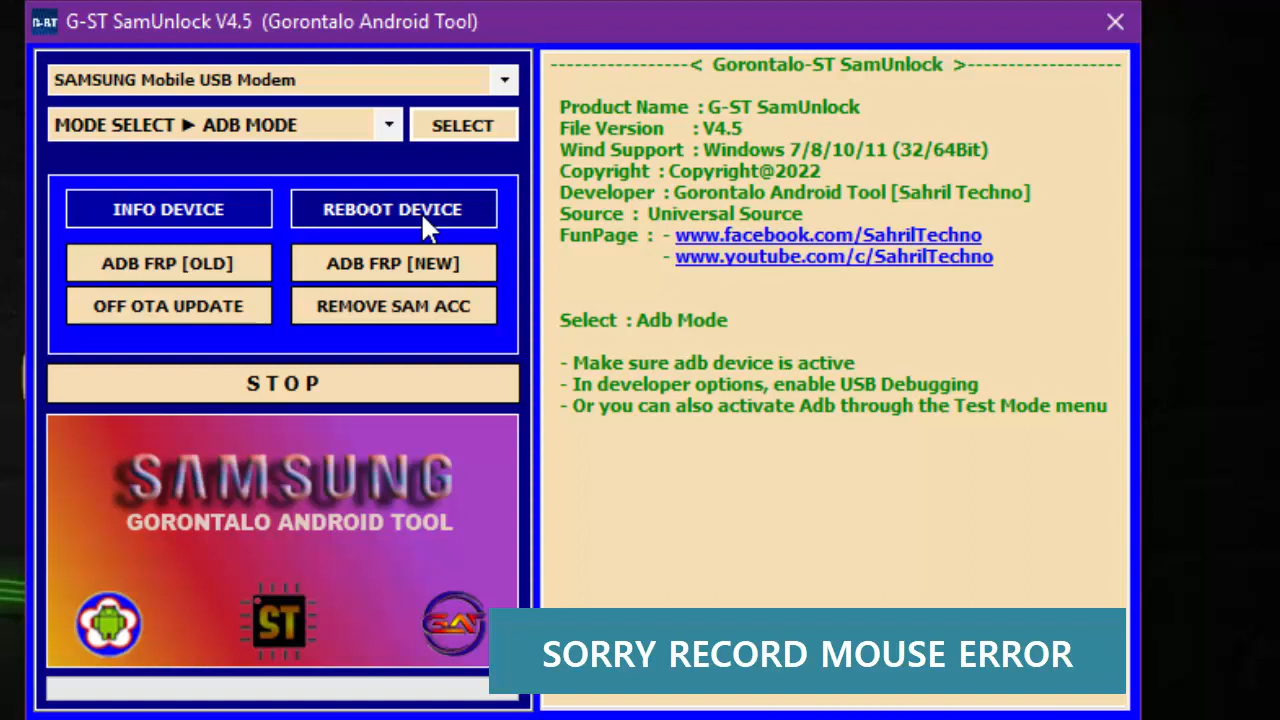 G-ST SamUnlock V4.5 (Gorontalo Android Tool)
SAMSUNG Mobile USB Modem
MODE SELECT ► ADB MODE
SELECT
INFO DEVICE
REBOOT DEVICE
ADB FRP [OLD]
ADB FRP [NEW]
OFF OTA UPDATE
REMOVE SAM ACC
S T O P
SAMSUNG
GORONTALO ANDROID TOOL
ST
GAT
-----------------< Gorontalo-ST SamUnlock >-------------------
Product Name : G-ST SamUnlock
File Version : V4.5
Wind Support : Windows 7/8/10/11 (32/64Bit)
Copyright : Copyright@2022
Developer : Gorontalo Android Tool [Sahril Techno]
Source : Universal Source
FunPage : - www.facebook.com/SahrilTechno
- www.youtube.com/c/SahrilTechno
Select : Adb Mode
- Make sure adb device is active
- In developer options, enable USB Debugging
- Or you can also activate Adb through the Test Mode menu
SORRY RECORD MOUSE ERROR